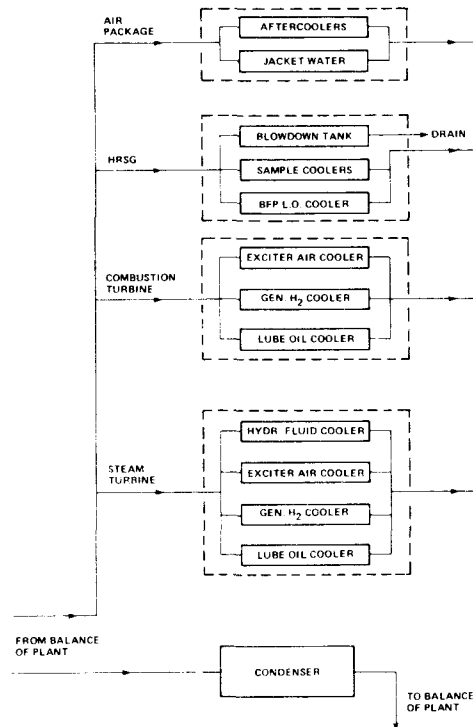 AIR
PACKAGE
AFTERCOOLERS
JACKET WATER
HRSG
BLOWDOWN TANK
DRAIN
SAMPLE COOLERS
BFP L.O. COOLER
COMBUSTION
TURBINE
EXCITER AIR COOLER
GEN. H2 COOLER
LUBE OIL COOLER
STEAM
TURBINE
HYDR. FLUID COOLER
EXCITER AIR COOLER
GEN. H2 COOLER
LUBE OIL COOLER
FROM BALANCE
OF PLANT
CONDENSER
TO BALANCE
OF PLANT